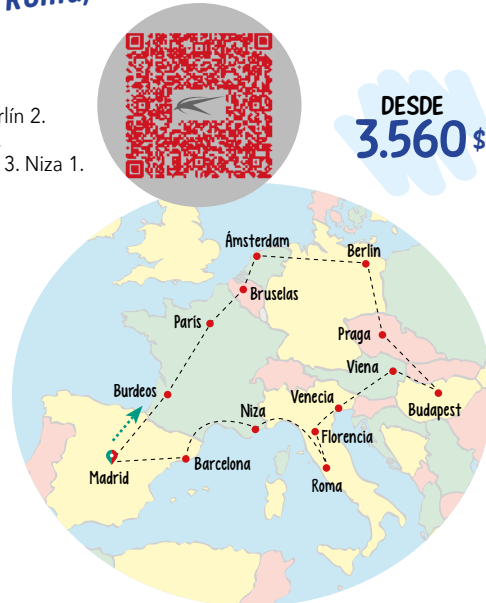 Roma,
rlín 2.
3. Niza 1.
DESDE
3.560 $
Ámsterdam
Berlín
Bruselas
París
Praga
Viena
Burdeos
Venecia
Niza
Budapest
Florencia
Barcelona
Madrid
Roma